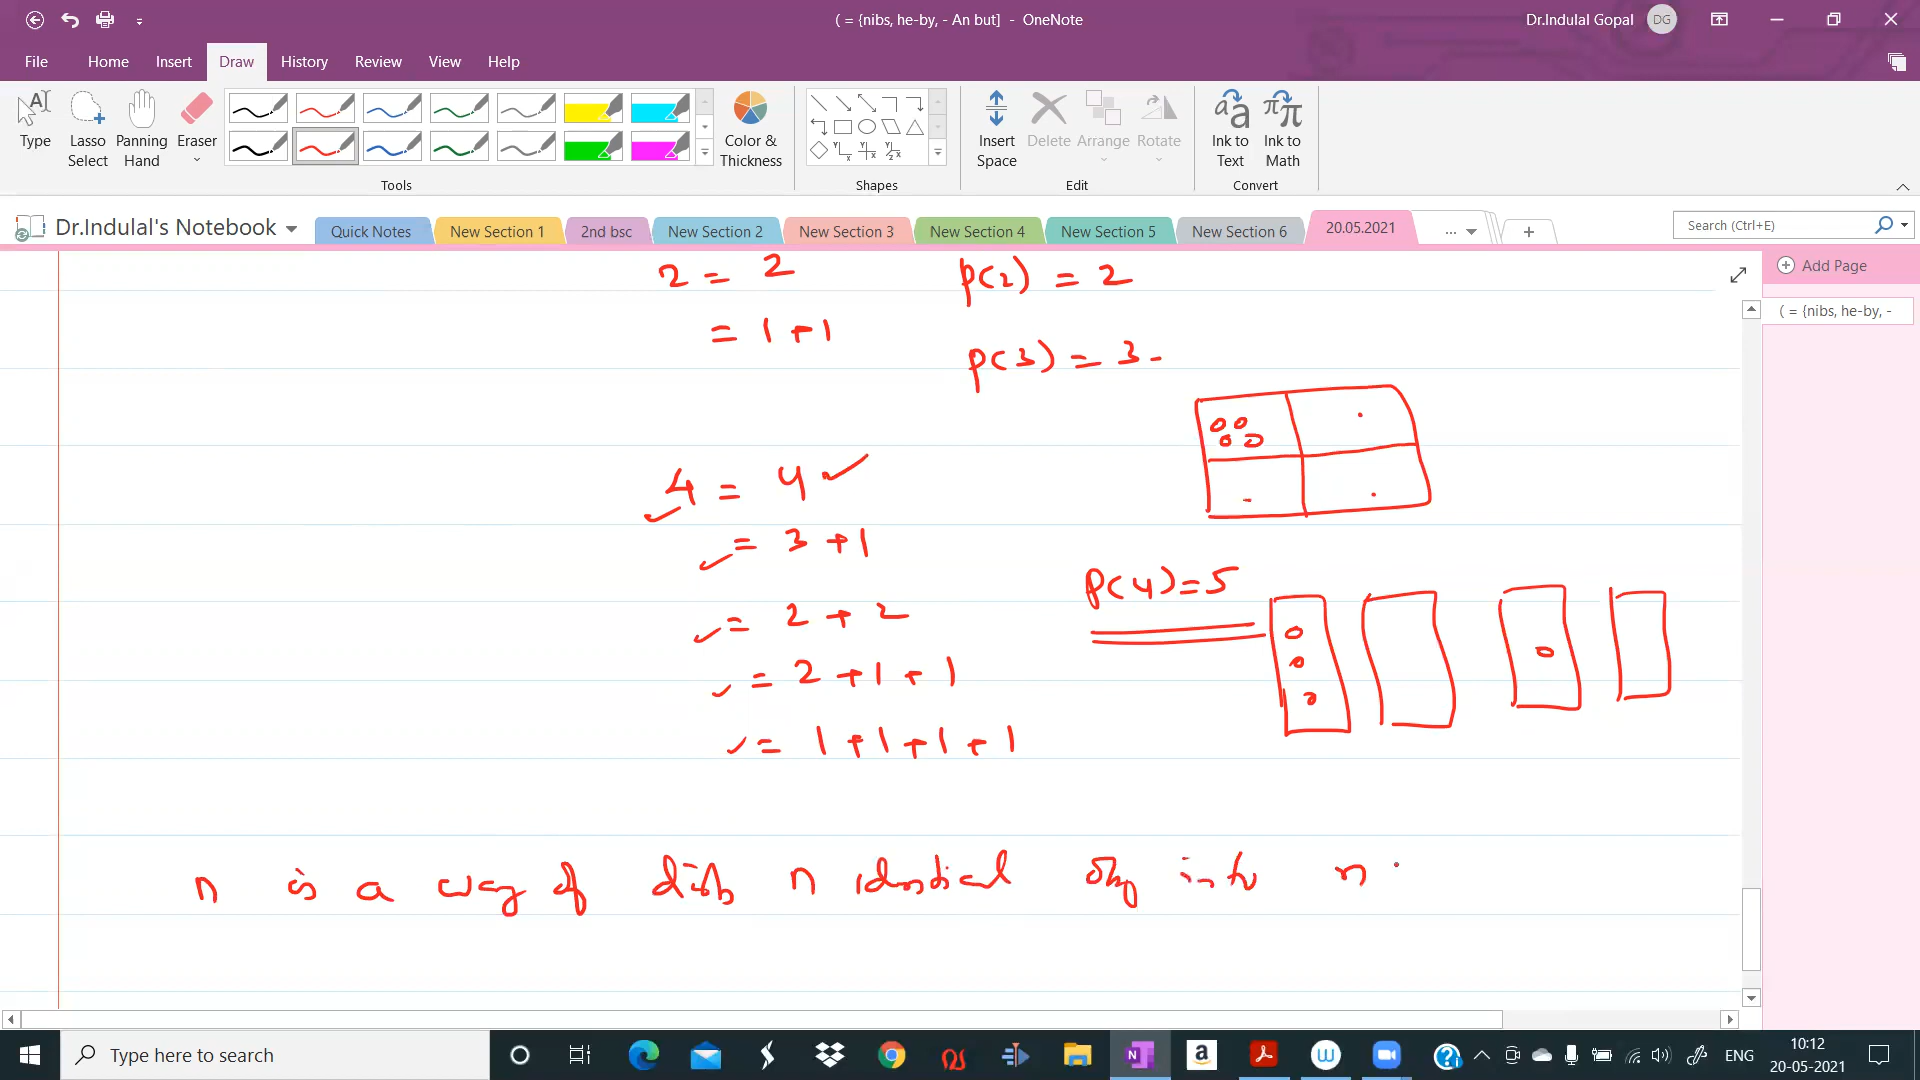 ( = {nibs, he-by, - An but] - OneNote
Dr.Indulal Gopal
DG
File Home Insert Draw History Review View Help
Type
Lasso Select
Panning Hand
Eraser
Color & Thickness
Insert Space
Delete
Arrange
Rotate
Ink to Text
Ink to Math
Tools
Shapes
Edit
Convert
Dr.Indulal's Notebook
Quick Notes
New Section 1
2nd bsc
New Section 2
New Section 3
New Section 4
New Section 5
New Section 6
20.05.2021
...
Search (Ctrl+E)
Add Page
( = {nibs, he-by, -
2 = 2
p(2) = 2
= 1+1
p(3) = 3
4 = 4
= 3 + 1
p(4)=5
= 2 + 2
= 2 + 1 + 1
= 1 + 1 + 1 + 1
n is a way of n identical into n
Type here to search
ENG
10:12
20-05-2021